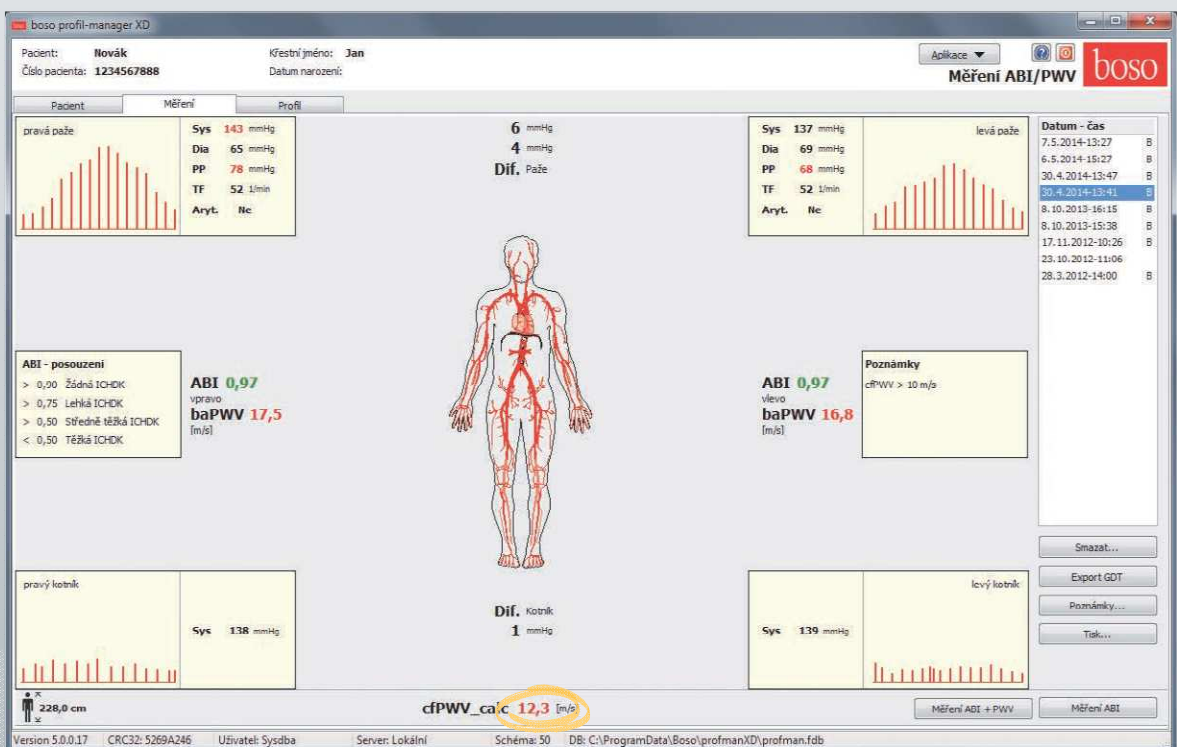 boso profil-manager XD
Pacient: Novák Křestní jméno: Jan
Číslo pacienta: 1234567888 Datum narození:
Aplikace
Měření ABI/PWV
boso
Pacient Měření Profil
pravá paže
Sys 143 mmHg
Dia 65 mmHg
PP 78 mmHg
TF 52 1/min
Aryt. Ne
6 mmHg
4 mmHg
Dif. Paže
Sys 137 mmHg
Dia 69 mmHg
PP 68 mmHg
TF 52 1/min
Aryt. Ne
levá paže
Datum - čas
7.5.2014-13:27 B
6.5.2014-15:27 B
30.4.2014-13:47 B
30.4.2014-13:41 B
8.10.2013-16:15 B
8.10.2013-15:38 B
17.11.2012-10:26 B
23.10.2012-11:06
28.3.2012-14:00 B
ABI - posouzení
> 0,90 Žádná ICHDK
> 0,75 Lehká ICHDK
> 0,50 Středně těžká ICHDK
< 0,50 Těžká ICHDK
ABI 0,97
vpravo
baPWV 17,5
[m/s]
ABI 0,97
vlevo
baPWV 16,8
[m/s]
Poznámky
cfPWV > 10 m/s
Smazat...
Export GDT
Poznámky...
Tisk...
pravý kotník
Sys 138 mmHg
Dif. Kotník
1 mmHg
Sys 139 mmHg
levý kotník
228,0 cm
cfPWV_calc 12,3 [m/s]
Měření ABI + PWV
Měření ABI
Version 5.0.0.17 CRC32: 5269A246 Uživatel: Sysdba Server: Lokální Schéma: 50 DB: C:\ProgramData\Boso\profmanXD\profman.fdb